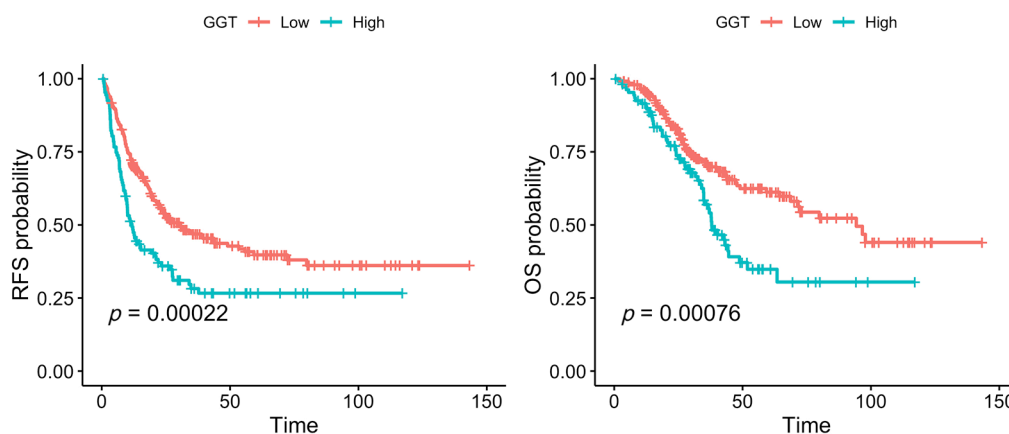 GGT Low High
1.00
0.75
0.50
0.25
0.00
RFS probability
p = 0.00022
0 50 100 150
Time
GGT Low High
1.00
0.75
0.50
0.25
0.00
OS probability
p = 0.00076
0 50 100 150
Time